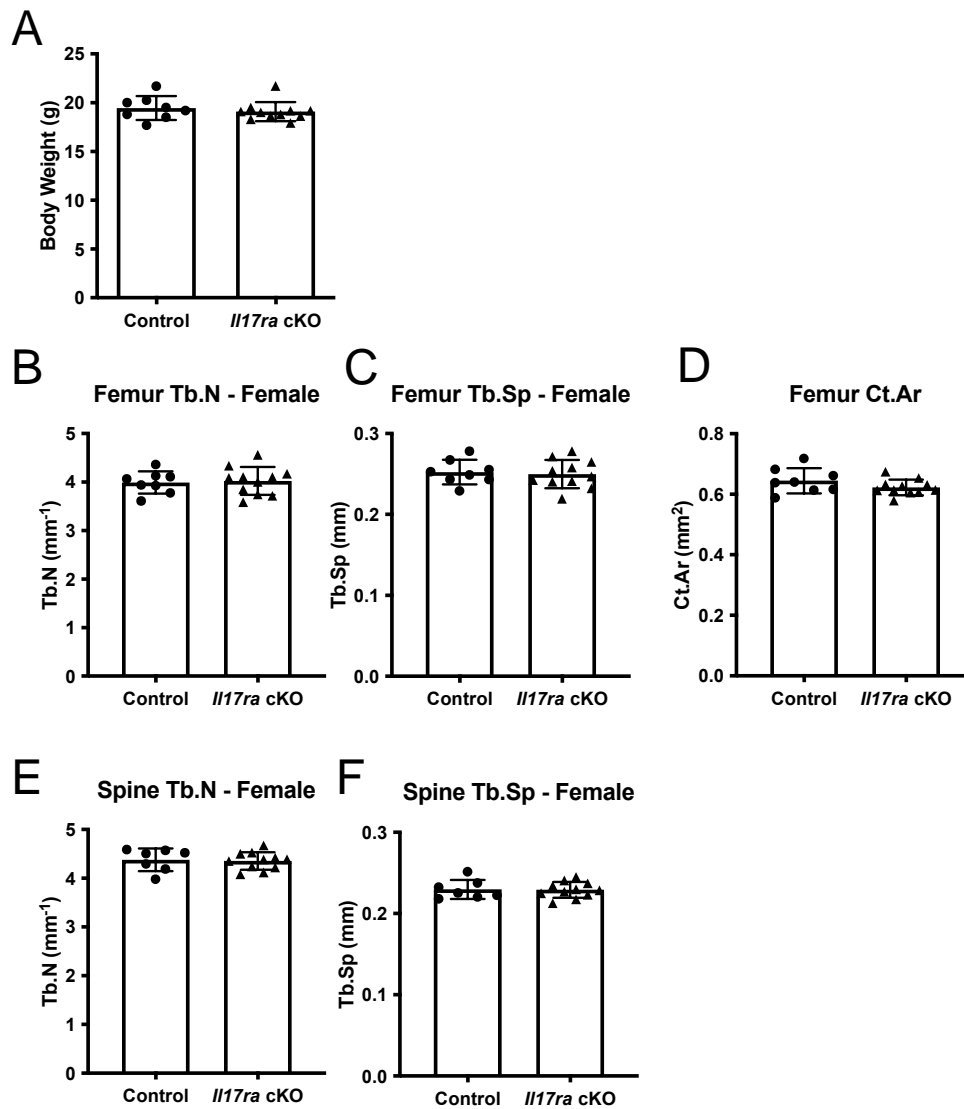 A
Body Weight (g)
25
20
15
10
5
0
Control
Il17ra cKO
B
Femur Tb.N - Female
Tb.N (mm⁻¹)
5
4
3
2
1
0
Control
Il17ra cKO
C
Femur Tb.Sp - Female
Tb.Sp (mm)
0.3
0.2
0.1
0.0
Control
Il17ra cKO
D
Femur Ct.Ar
Ct.Ar (mm²)
0.8
0.6
0.4
0.2
0.0
Control
Il17ra cKO
E
Spine Tb.N - Female
Tb.N (mm⁻¹)
5
4
3
2
1
0
Control
Il17ra cKO
F
Spine Tb.Sp - Female
Tb.Sp (mm)
0.3
0.2
0.1
0.0
Control
Il17ra cKO